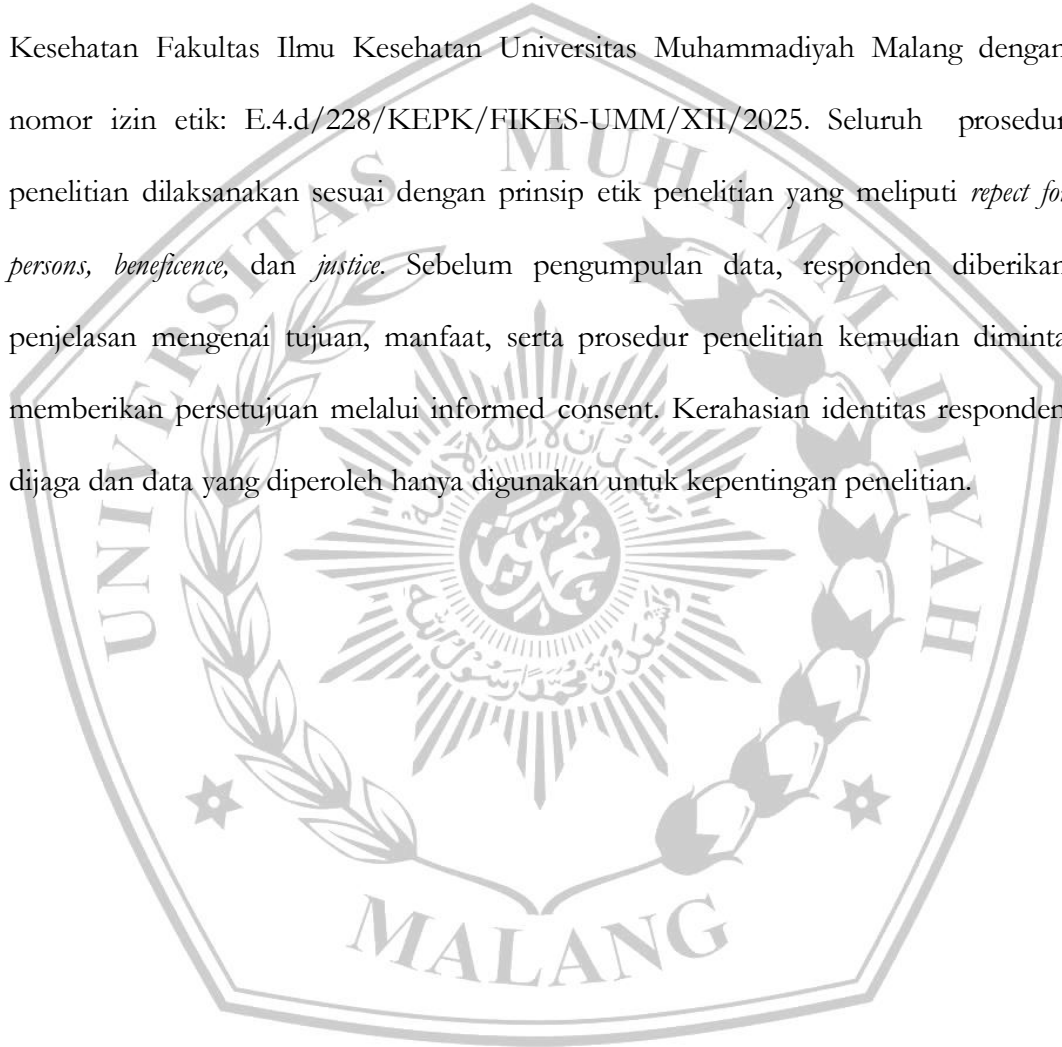 Kesehatan Fakultas Ilmu Kesehatan Universitas Muhammadiyah Malang dengan
nomor izin etik: E.4.d/228/KEPK/FIKES-UMM/XII/2025. Seluruh prosedur
penelitian dilaksanakan sesuai dengan prinsip etik penelitian yang meliputi repect for
persons, beneficence, dan justice. Sebelum pengumpulan data, responden diberikan
penjelasan mengenai tujuan, manfaat, serta prosedur penelitian kemudian diminta
memberikan persetujuan melalui informed consent. Kerahasian identitas responden
dijaga dan data yang diperoleh hanya digunakan untuk kepentingan penelitian.
UNIVERSITAS MUHAMMADIYAH
MALANG